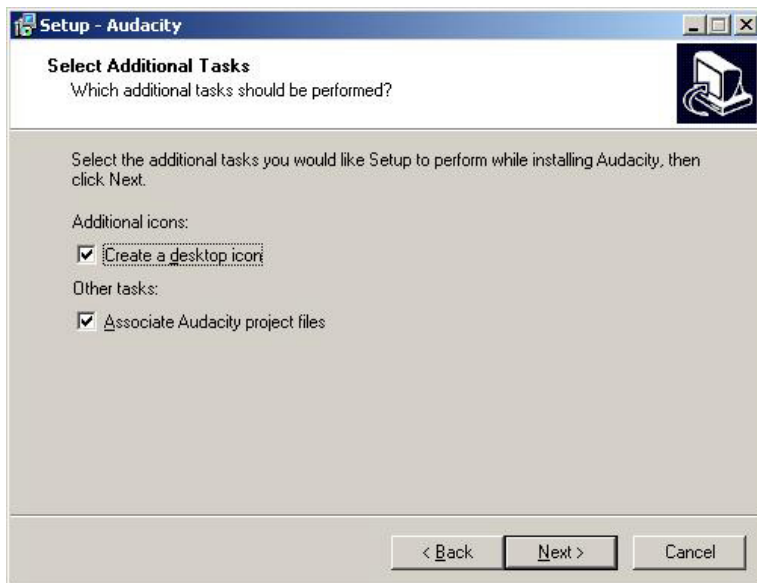 Setup - Audacity
Select Additional Tasks
Which additional tasks should be performed?
Select the additional tasks you would like Setup to perform while installing Audacity, then
click Next.
Additional icons:
Create a desktop icon
Other tasks:
Associate Audacity project files
< Back
Next >
Cancel